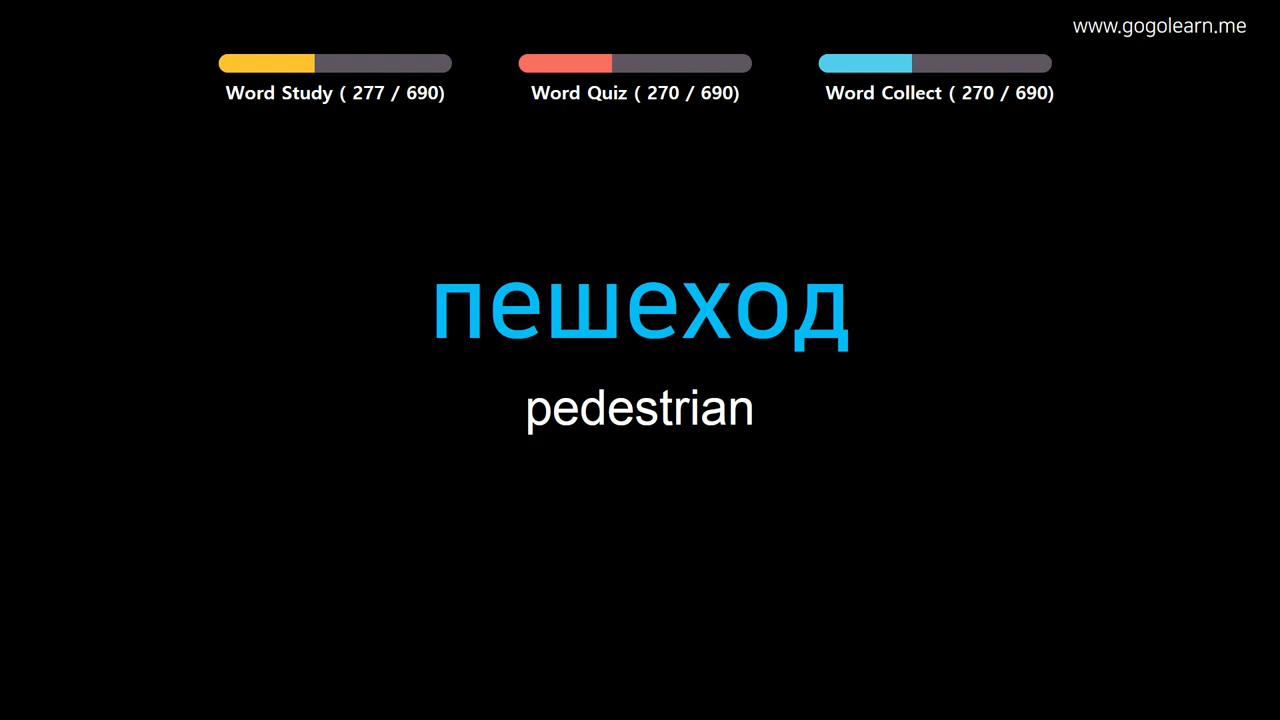 www.gogolearn.me
Word Study ( 277 / 690)
Word Quiz ( 270 / 690)
Word Collect ( 270 / 690)
пешеход
pedestrian